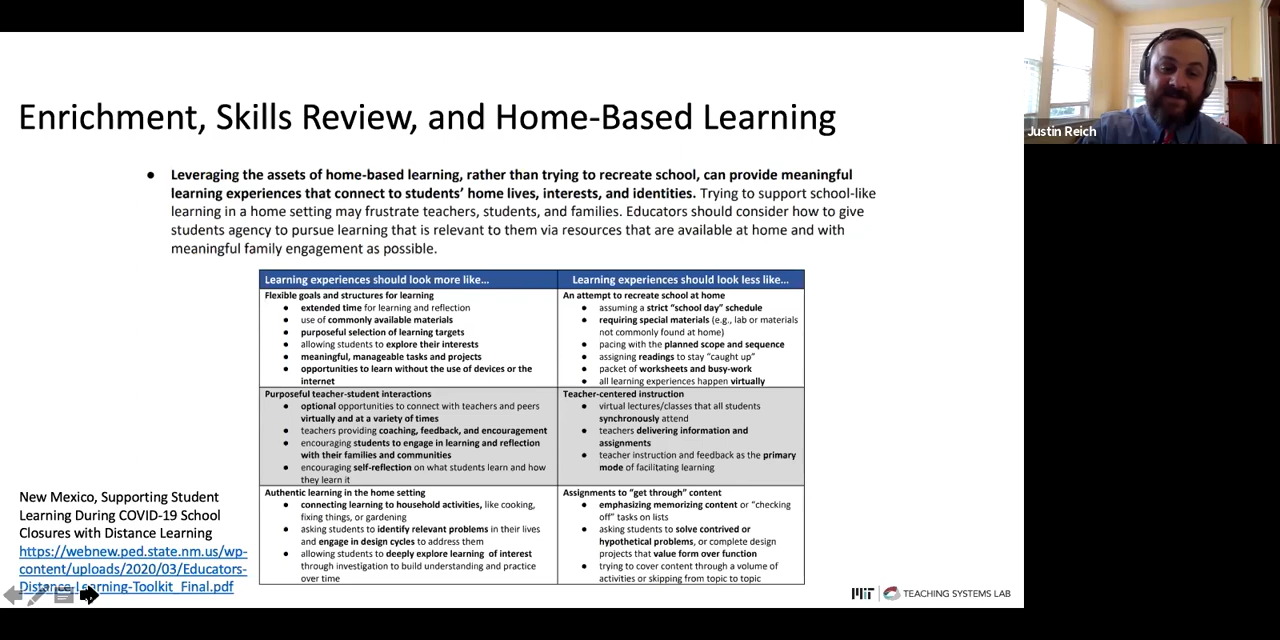 Enrichment, Skills Review, and Home-Based Learning
Justin Reich
● Leveraging the assets of home-based learning, rather than trying to recreate school, can provide meaningful
learning experiences that connect to students’ home lives, interests, and identities. Trying to support school-like
learning in a home setting may frustrate teachers, students, and families. Educators should consider how to give
students agency to pursue learning that is relevant to them via resources that are available at home and with
meaningful family engagement as possible.
Learning experiences should look more like…
Flexible goals and structures for learning
● extended time for learning and reflection
● use of commonly available materials
● purposeful selection of learning targets
● allowing students to explore their interests
● meaningful, manageable tasks and projects
● opportunities to learn without the use of devices or the
internet
Learning experiences should look less like…
An attempt to recreate school at home
● assuming a strict “school day” schedule
● requiring special materials (e.g., lab or materials
not commonly found at home)
● pacing with the planned scope and sequence
● assigning readings to stay “caught up”
● packet of worksheets and busy-work
● all learning experiences happen virtually
Purposeful teacher-student interactions
● optional opportunities to connect with teachers and peers
virtually and at a variety of times
● teachers providing coaching, feedback, and encouragement
● encouraging students to engage in learning and reflection
with their families and communities
● encouraging self-reflection on what students learn and how
they learn it
Teacher-centered instruction
● virtual lectures/classes that all students
synchronously attend
● teachers delivering information and
assignments
● teacher instruction and feedback as the primary
mode of facilitating learning
Authentic learning in the home setting
● connecting learning to household activities, like cooking,
fixing things, or gardening
● asking students to identify relevant problems in their lives
and engage in design cycles to address them
● allowing students to deeply explore learning of interest
through investigation to build understanding and practice
over time
Assignments to “get through” content
● emphasizing memorizing content or “checking
off” tasks on lists
● asking students to solve contrived or
hypothetical problems, or complete design
projects that value form over function
● trying to cover content through a volume of
activities or skipping from topic to topic
New Mexico, Supporting Student
Learning During COVID-19 School
Closures with Distance Learning
https://webnew.ped.state.nm.us/wp-
content/uploads/2020/03/Educators-
Distance-Learning-Toolkit_Final.pdf
MIT TEACHING SYSTEMS LAB